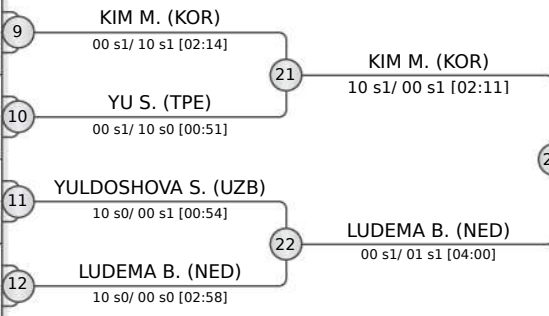 9
KIM M. (KOR)
00 s1/ 10 s1 [02:14]
21
KIM M. (KOR)
10 s1/ 00 s1 [02:11]
10
YU S. (TPE)
00 s1/ 10 s0 [00:51]
11
YULDOSHOVA S. (UZB)
10 s0/ 00 s1 [00:54]
22
LUDEMA B. (NED)
00 s1/ 01 s1 [04:00]
12
LUDEMA B. (NED)
10 s0/ 00 s0 [02:58]